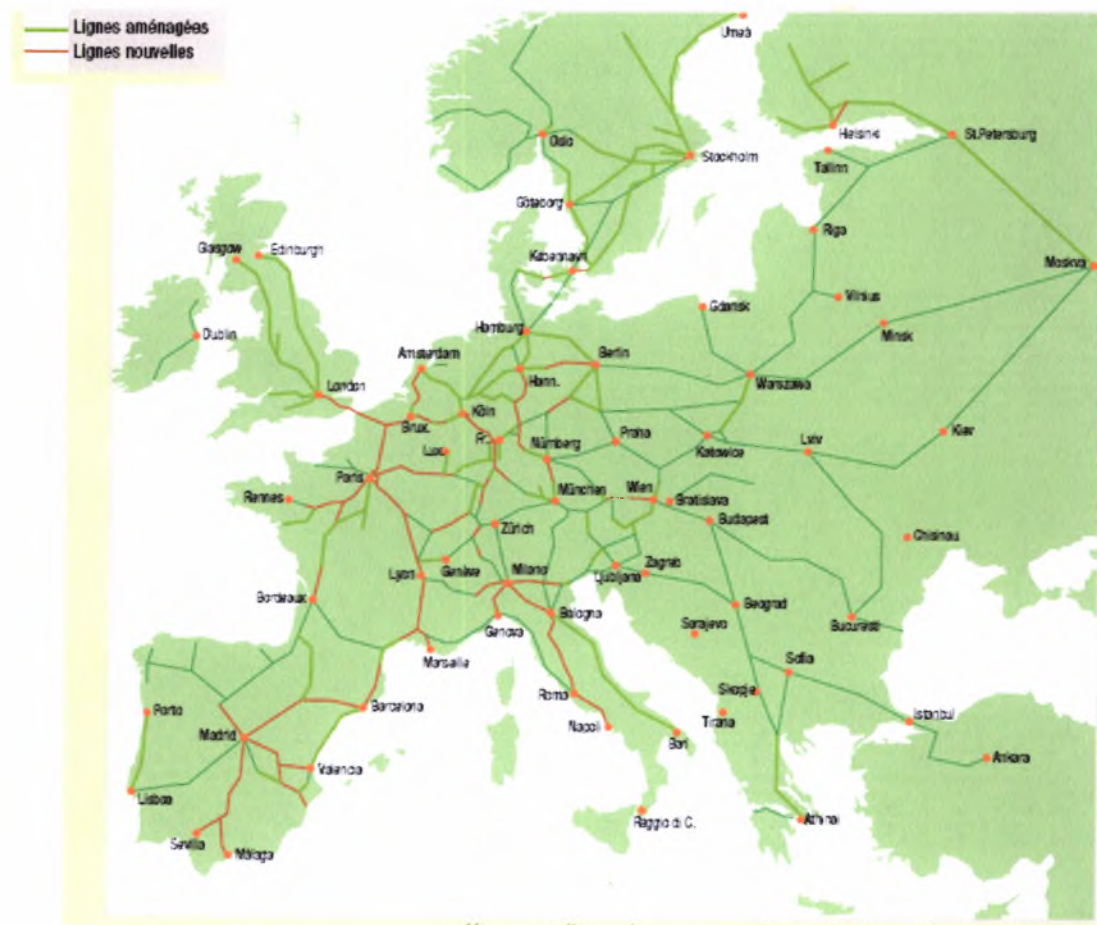 Lignes aménagées
Lignes nouvelles
Umeå
Helsinki
St.Petersburg
Oslo
Stockholm
Tallinn
Göteborg
Riga
Glasgow
Edinburgh
København
Moskva
Vilnius
Gdansk
Dublin
Hamburg
Minsk
Amsterdam
Berlin
Hann.
Warszawa
London
Köln
Brux.
Kiev
Praha
Lviv
Fr.
Lux.
Nürnberg
Katowice
Paris
Rennes
München
Wien
Bratislava
Budapest
Zürich
Chisinau
Genève
Milano
Zagreb
Lyon
Ljubljana
Bordeaux
Bologna
Beograd
Bucuresti
Genova
Sarajevo
Marseille
Sofia
Roma
Skopje
Porto
Barcelona
Istanbul
Napoli
Tirana
Madrid
Bari
Ankara
Valencia
Lisboa
Reggio di C.
Athinai
Sevilla
Málaga